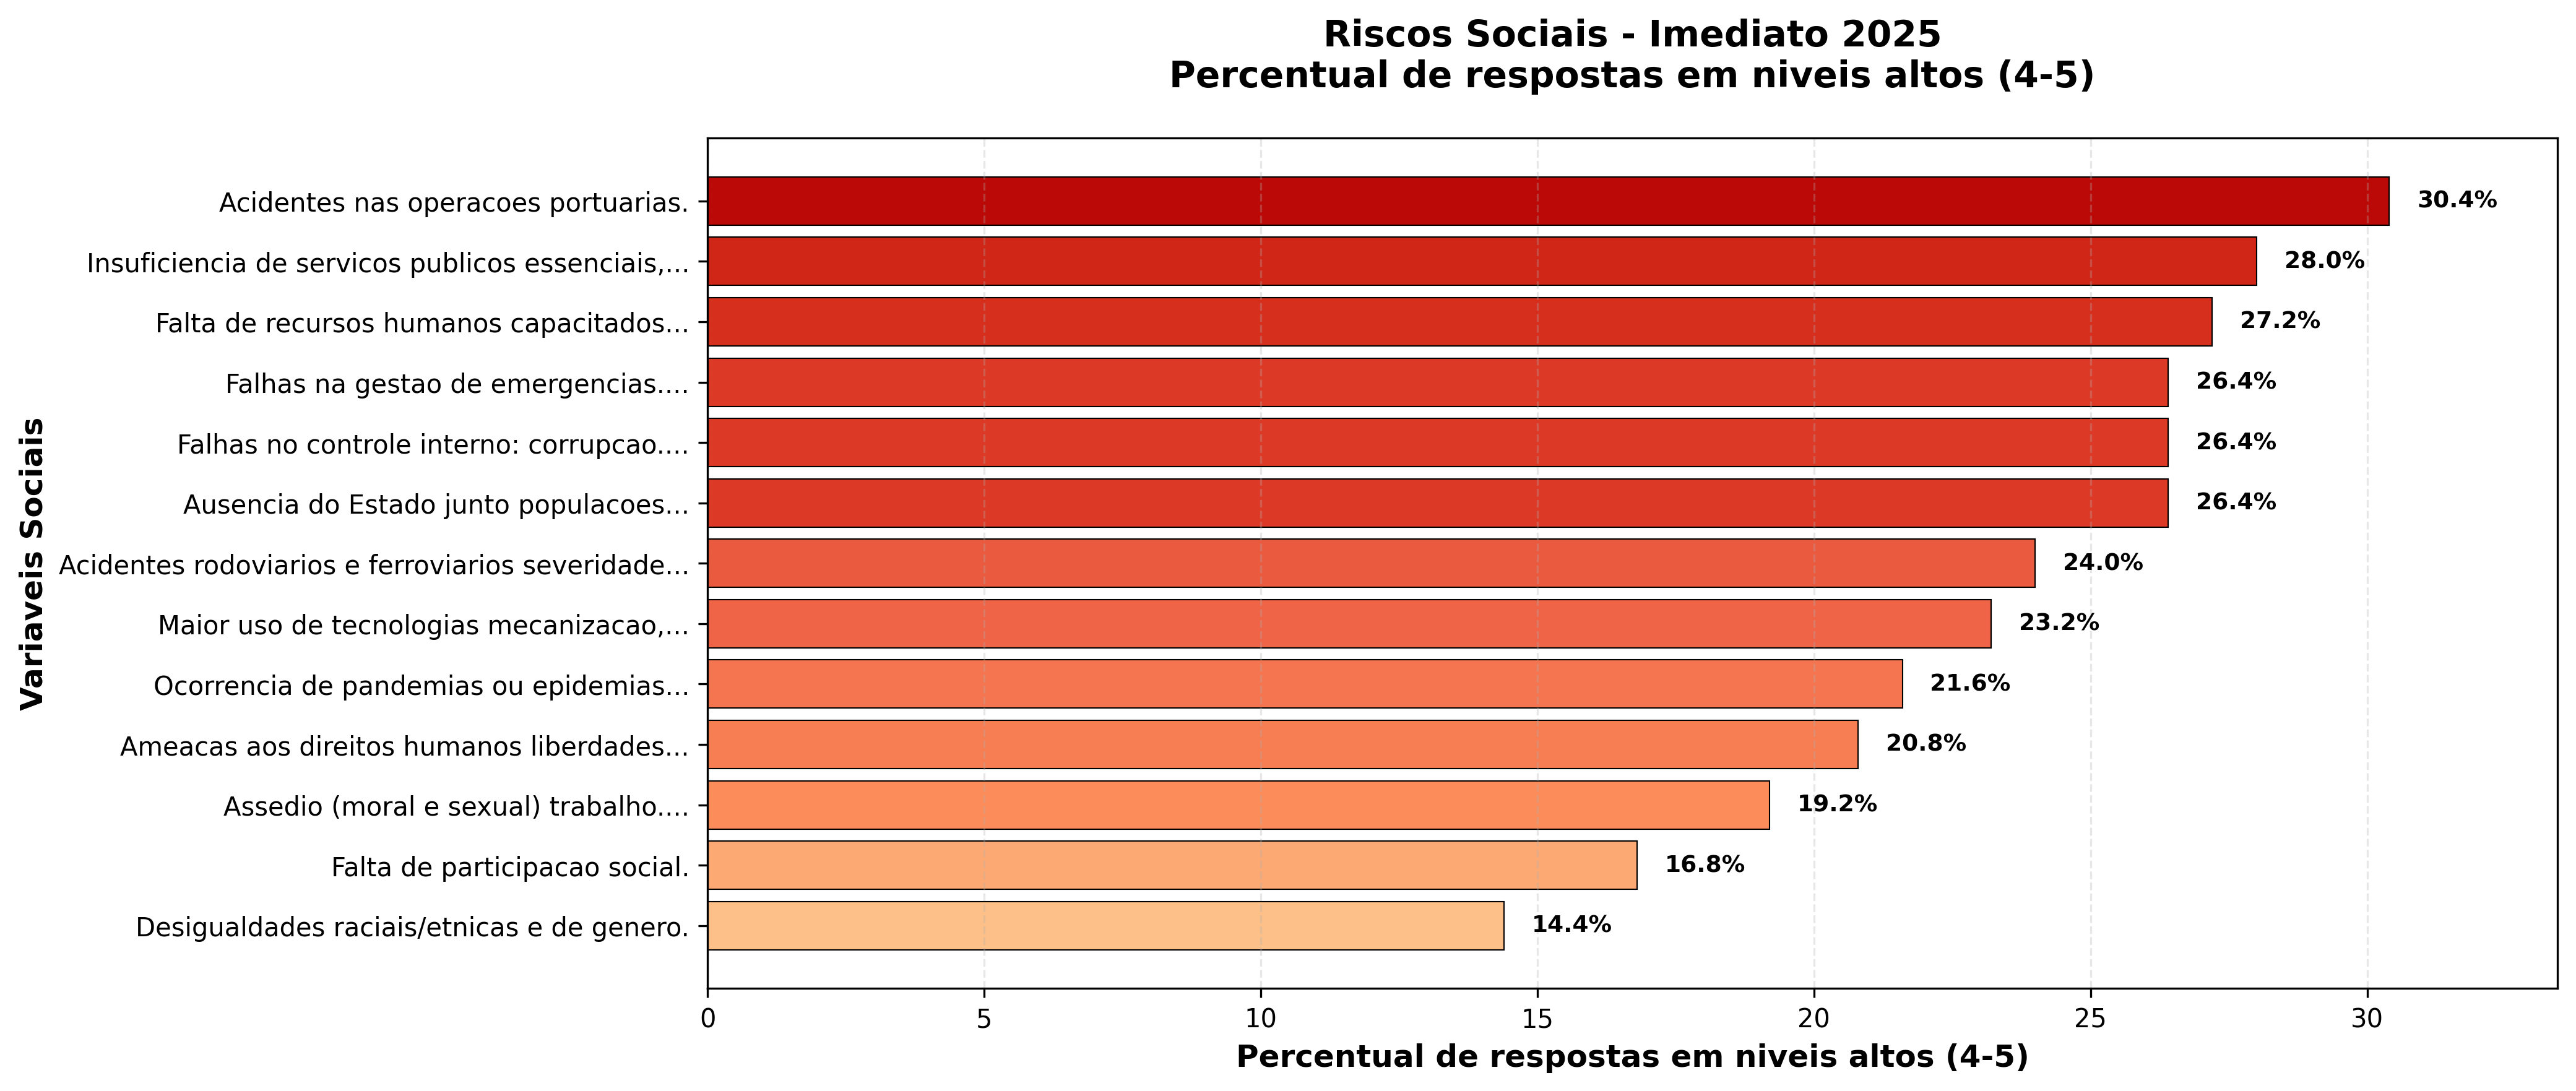 Riscos Sociais - Imediato 2025
Percentual de respostas em niveis altos (4-5)
Variaveis Sociais
Acidentes nas operacoes portuarias.
30.4%
Insuficiencia de servicos publicos essenciais,...
28.0%
Falta de recursos humanos capacitados...
27.2%
Falhas na gestao de emergencias....
26.4%
Falhas no controle interno: corrupcao....
26.4%
Ausencia do Estado junto populacoes...
26.4%
Acidentes rodoviarios e ferroviarios severidade...
24.0%
Maior uso de tecnologias mecanizacao,...
23.2%
Ocorrencia de pandemias ou epidemias...
21.6%
Ameacas aos direitos humanos liberdades...
20.8%
Assedio (moral e sexual) trabalho....
19.2%
Falta de participacao social.
16.8%
Desigualdades raciais/etnicas e de genero.
14.4%
0 5 10 15 20 25 30
Percentual de respostas em niveis altos (4-5)